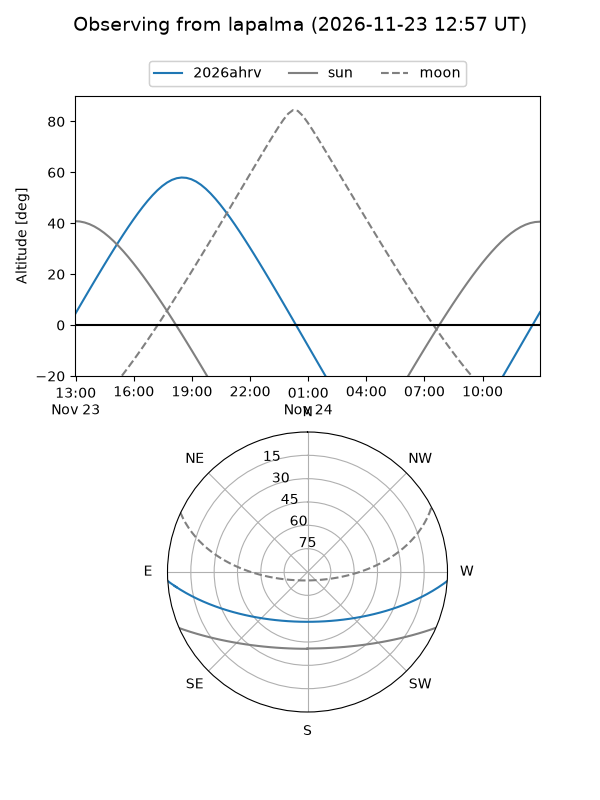 Observing from lapalma (2026-11-23 12:57 UT)
2026ahrv sun moon
Altitude [deg]
80
60
40
20
0
−20
13:00 16:00 19:00 22:00 01:00 04:00 07:00 10:00
Nov 23 Nov 24
N
NE NW
15
30
45
60
75
E W
SE SW
S